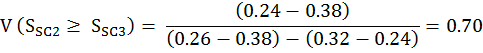 V ( S_SC2 ≥ S_SC3) = (0.24 − 0.38) / (0.26 − 0.38) − (0.32 − 0.24) = 0.70